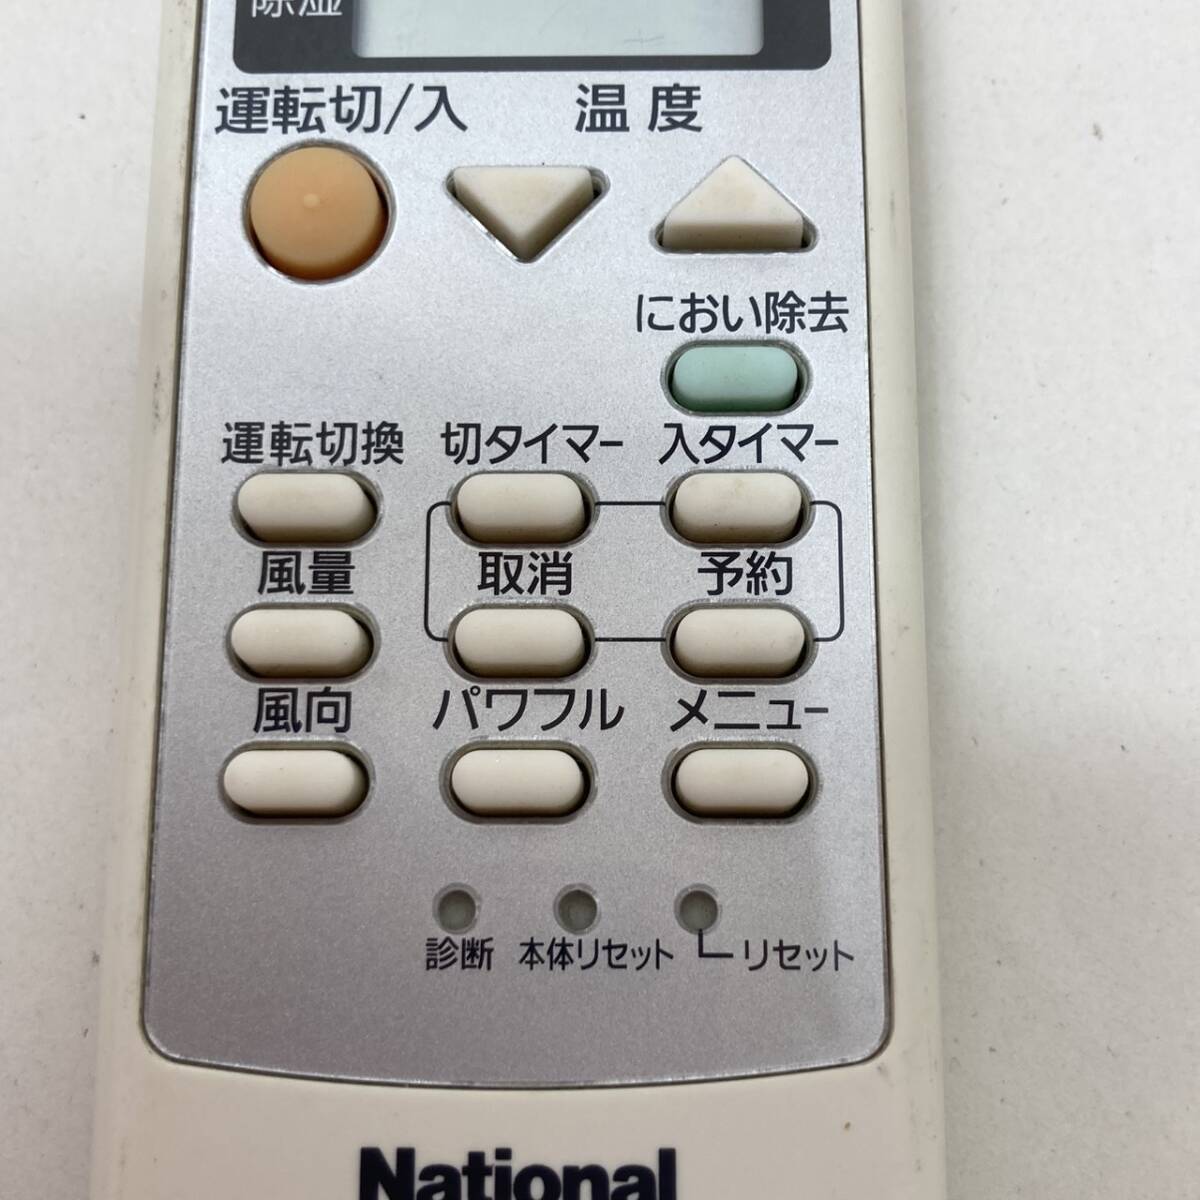 除湿
運転切/入 温度
におい除去
運転切換 切タイマー 入タイマー
風量 取消 予約
風向 パワフル メニュー
診断 本体リセット リセット
National